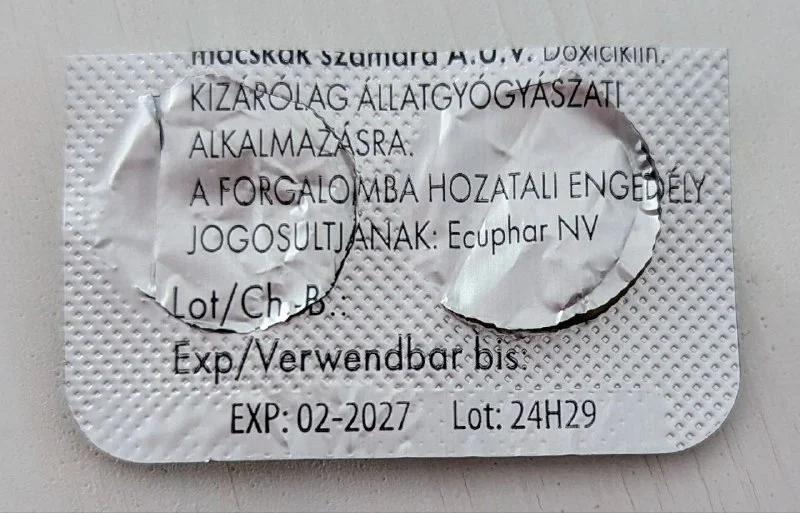 macskák számára A.U.V. Doxiciklin.
KIZÁRÓLAG ÁLLATGYÓGYÁSZATI
ALKALMAZÁSRA.
A FORGALOMBA HOZATALI ENGEDÉLY
JOGOSULTJÁNAK: Ecuphar NV
Lot/Ch.-B.:
Exp/Verwendbar bis:
EXP: 02-2027 Lot: 24H29